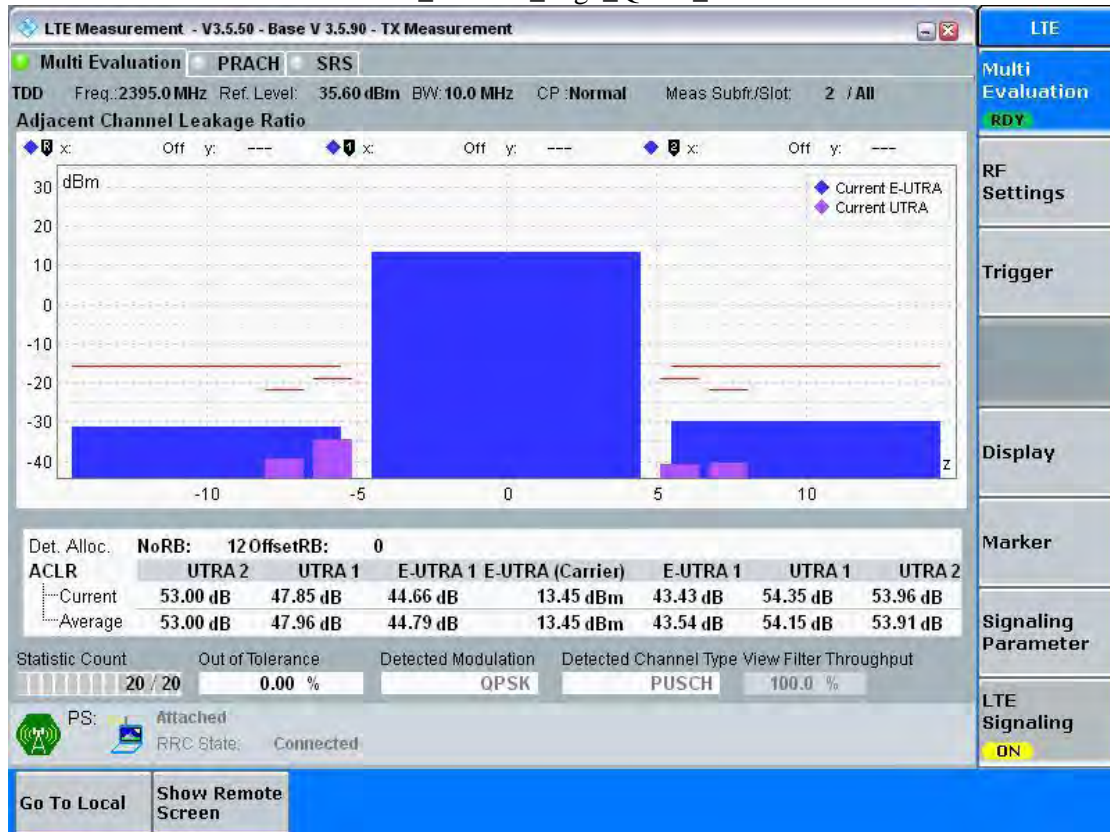 LTE Measurement - V3.5.50 - Base V 3.5.90 - TX Measurement
LTE
Multi Evaluation PRACH SRS
Multi
Evaluation
RDY
TDD Freq.:2395.0 MHz Ref. Level: 35.60 dBm BW:10.0 MHz CP :Normal Meas Subfr./Slot: 2 / All
Adjacent Channel Leakage Ratio
R x: Off y: --- 1 x: Off y: --- 2 x: Off y: ---
dBm
Current E-UTRA
Current UTRA
30
20
10
0
-10
-20
-30
-40
z
-10 -5 0 5 10
RF
Settings
Trigger
Display
Marker
Signaling
Parameter
LTE
Signaling
ON
Det. Alloc. NoRB: 12 OffsetRB: 0
ACLR UTRA 2 UTRA 1 E-UTRA 1 E-UTRA (Carrier) E-UTRA 1 UTRA 1 UTRA 2
Current 53.00 dB 47.85 dB 44.66 dB 13.45 dBm 43.43 dB 54.35 dB 53.96 dB
Average 53.00 dB 47.96 dB 44.79 dB 13.45 dBm 43.54 dB 54.15 dB 53.91 dB
Statistic Count Out of Tolerance Detected Modulation Detected Channel Type View Filter Throughput
20 / 20 0.00 % QPSK PUSCH 100.0 %
PS: Attached
RRC State: Connected
Go To Local
Show Remote
Screen